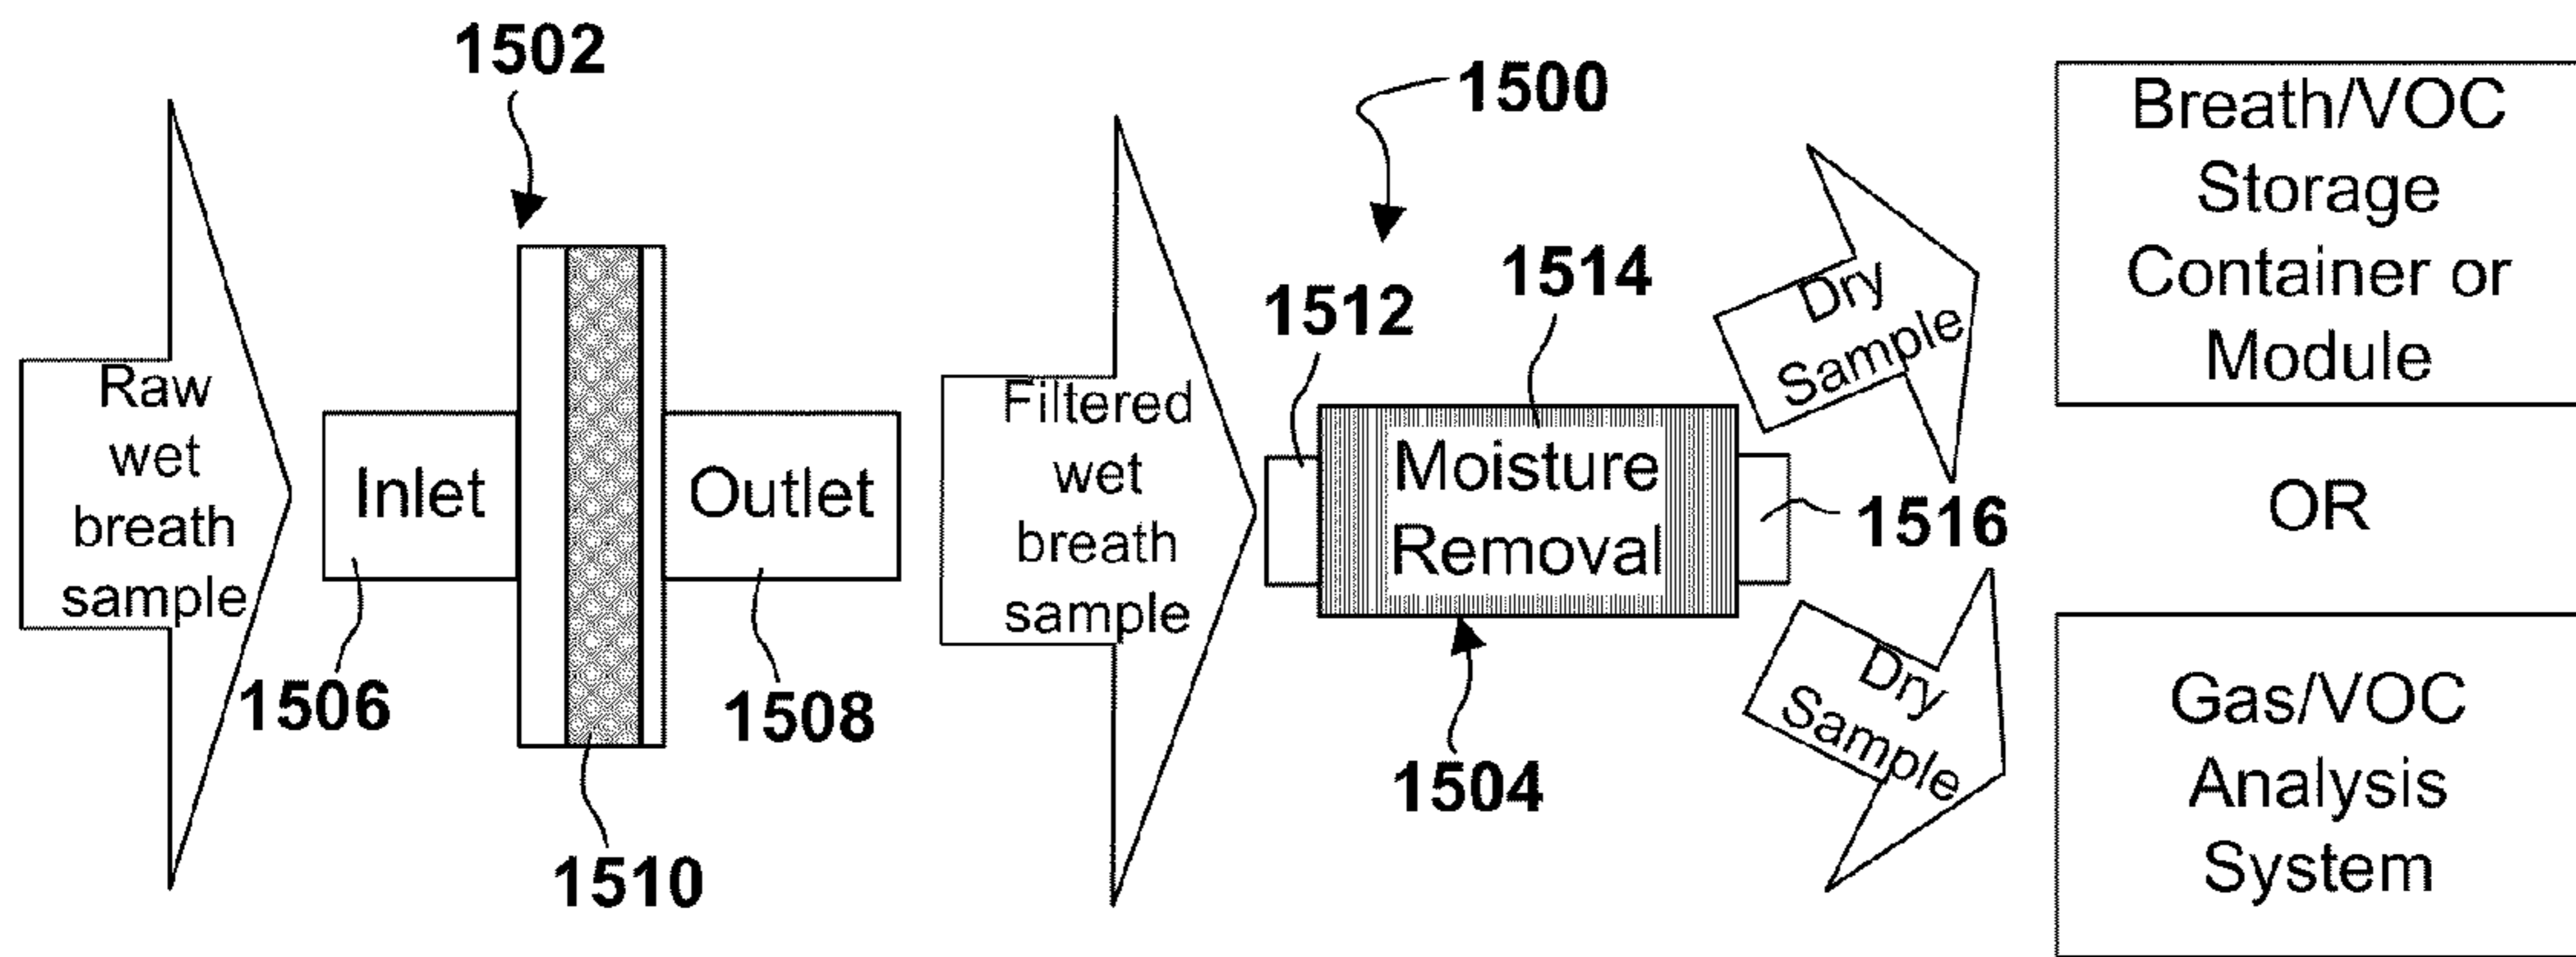 1502
1500
Raw
wet
breath
sample
Inlet
Outlet
1506
1508
1510
Filtered
wet
breath
sample
1512
1514
Moisture
Removal
1516
1504
Dry
Sample
Dry
Sample
Breath/VOC
Storage
Container or
Module
OR
Gas/VOC
Analysis
System